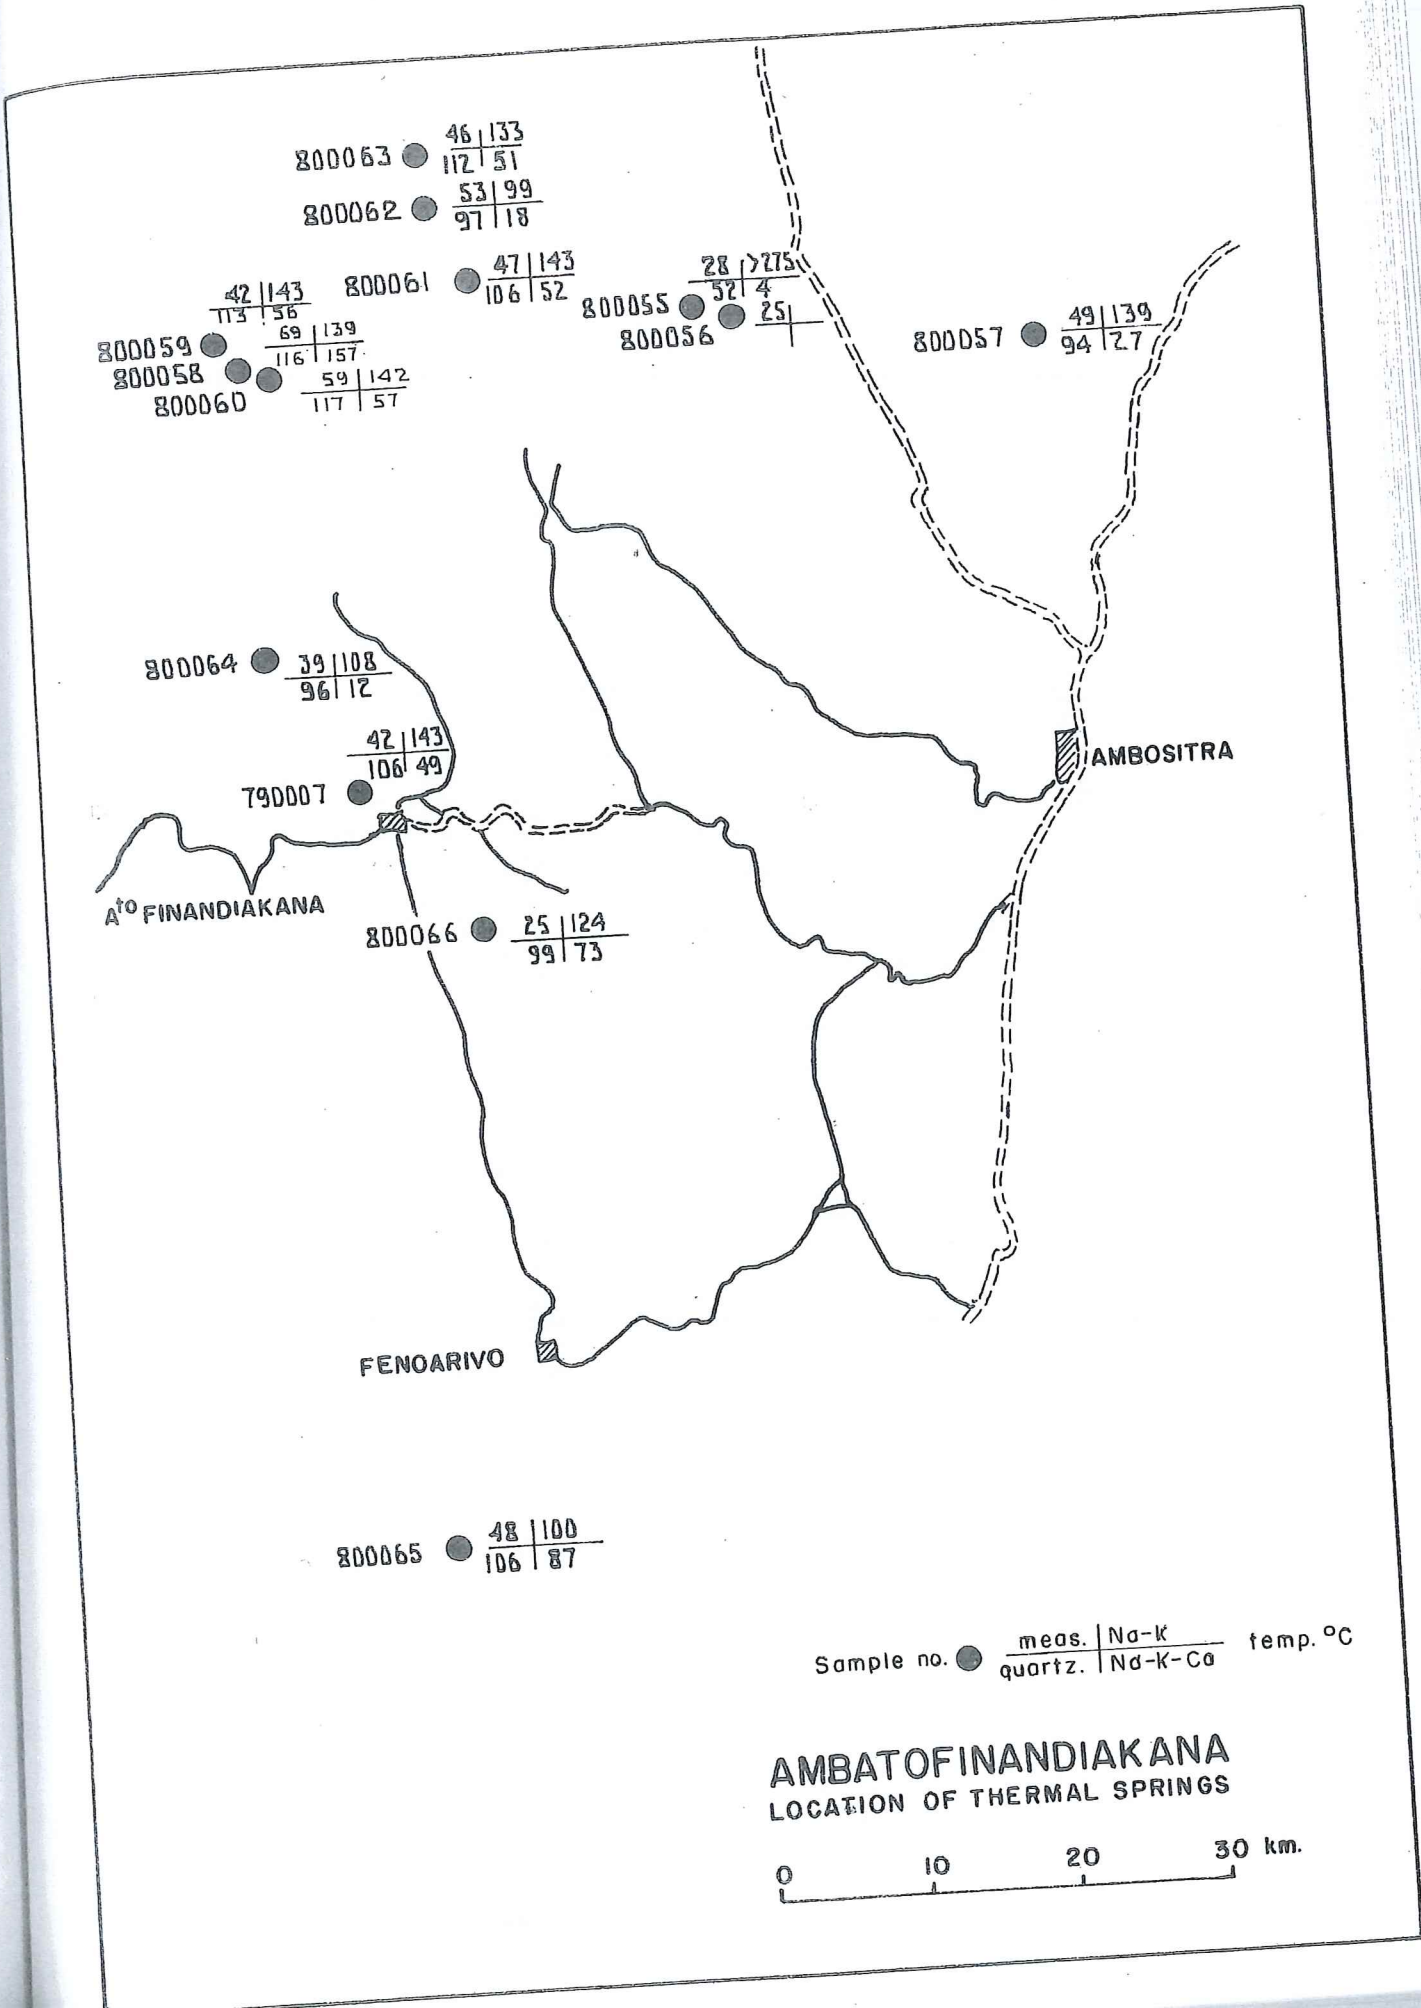 800063 46 133
112 51
800062 53 99
97 18
800061 47 143
106 52
28 >275
52 4
800055
800056 25
800057 49 139
94 27
42 143
113 56
800059 69 139
116 157
800058
800060 59 142
117 57
800064 39 108
96 12
42 143
106 49
790007
AMBOSITRA
Aᵗᵒ FINANDIAKANA
800066 25 124
99 73
FENOARIVO
800065 48 100
106 87
Sample no. meas. Na-K temp. °C
quartz. Na-K-Ca
AMBATOFINANDIAKANA
LOCATION OF THERMAL SPRINGS
0 10 20 30 km.